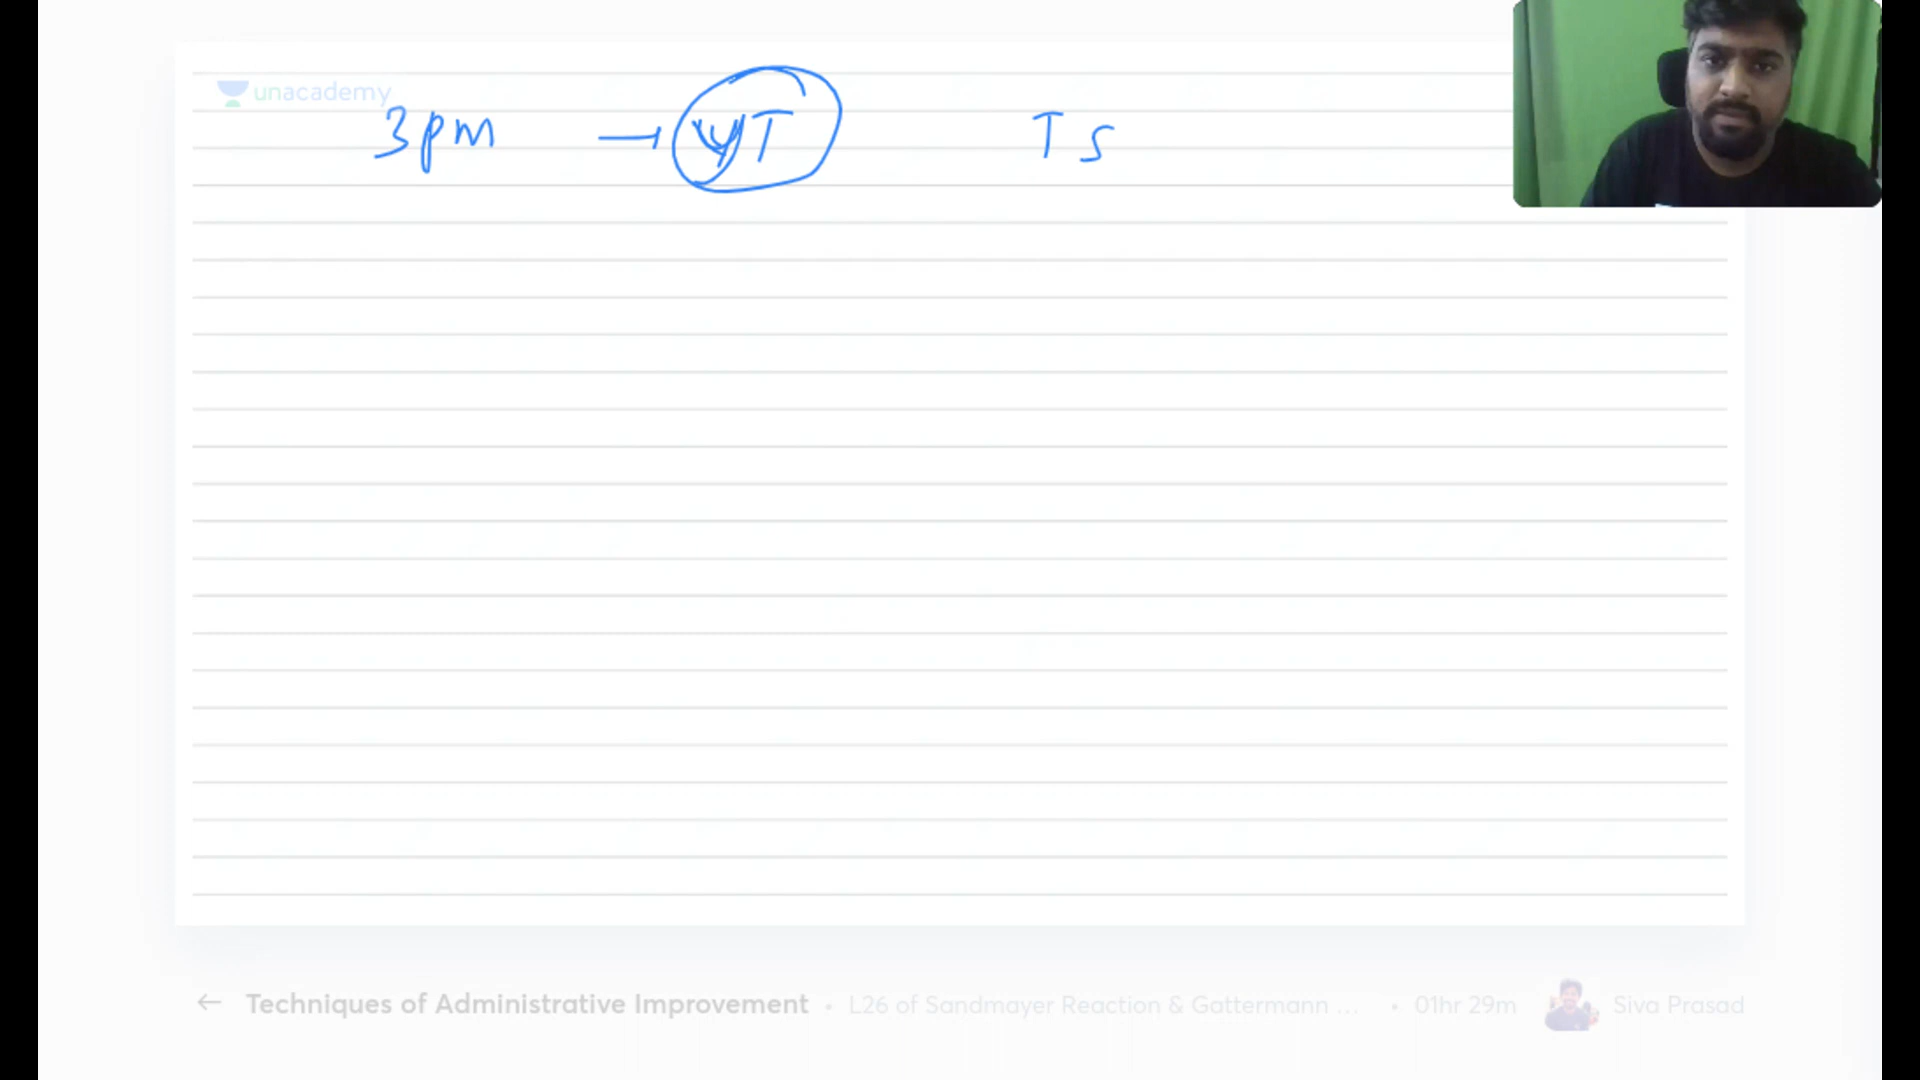 unacademy
3pm → YT TS
← Techniques of Administrative Improvement • L26 of Sandmayer Reaction & Gattermann ... • 01hr 29m Siva Prasad